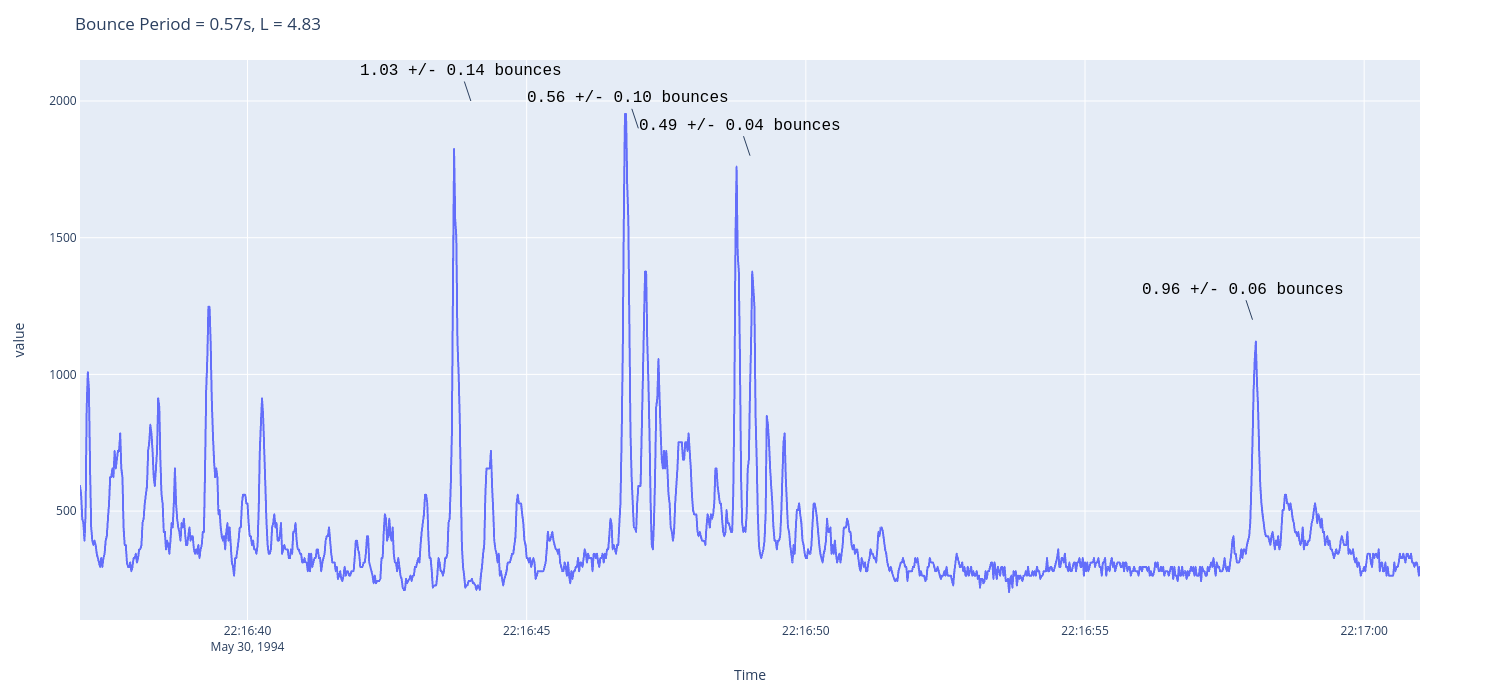 Bounce Period = 0.57s, L = 4.83
1.03 +/- 0.14 bounces
0.56 +/- 0.10 bounces
0.49 +/- 0.04 bounces
0.96 +/- 0.06 bounces
2000
1500
1000
500
value
22:16:40
May 30, 1994
22:16:45
22:16:50
22:16:55
22:17:00
Time